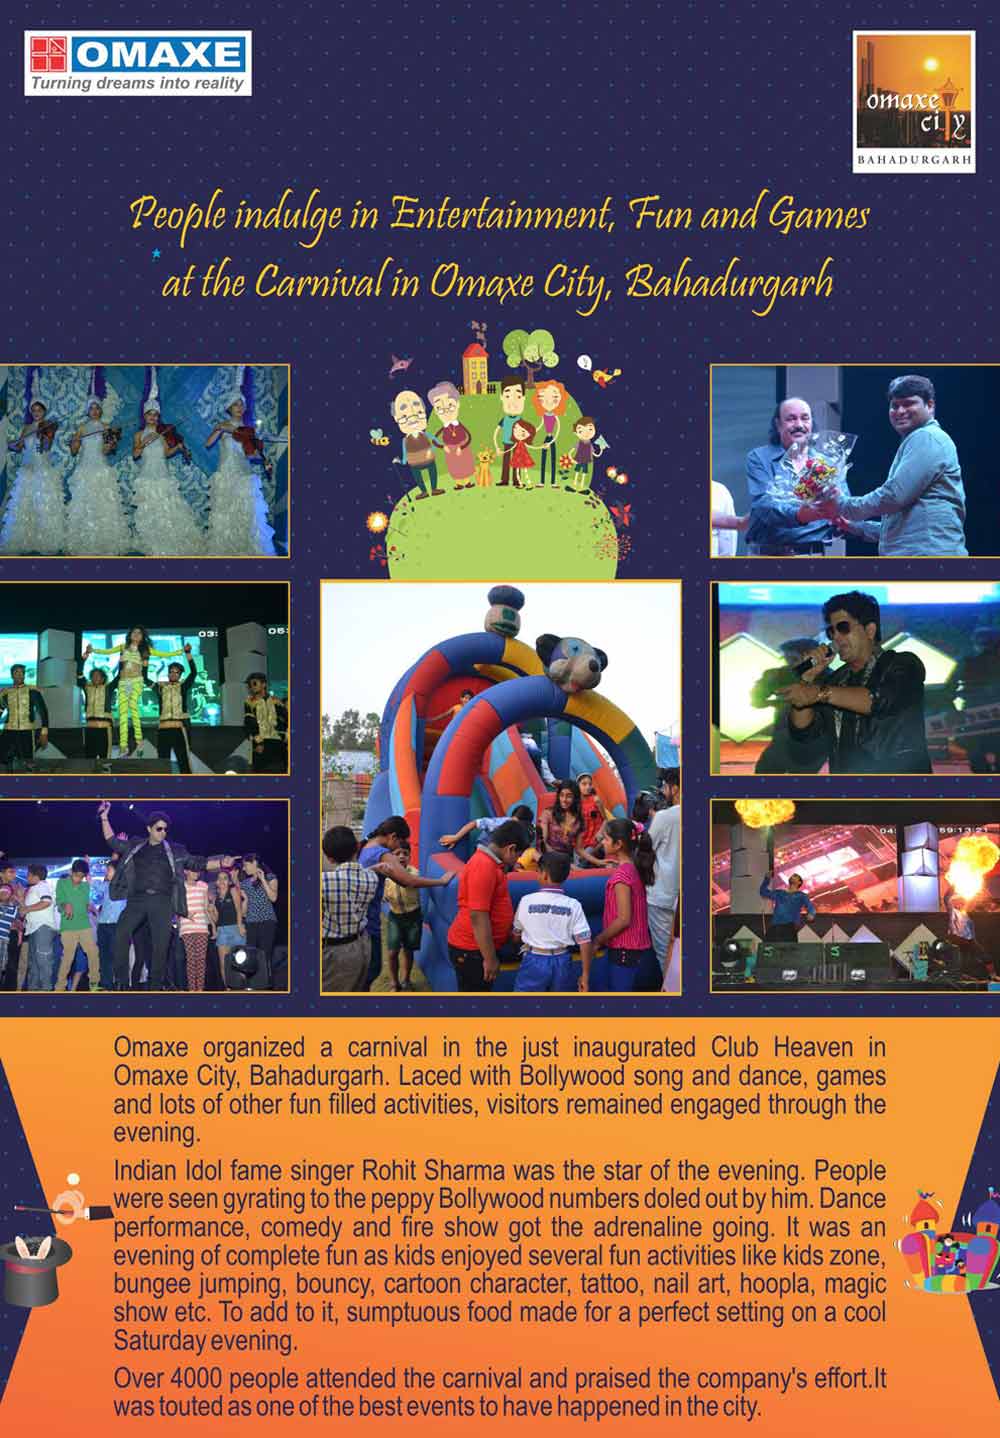 OMAXE
Turning dreams into reality
omaxe
city
BAHADURGARH
People indulge in Entertainment, Fun and Games
at the Carnival in Omaxe City, Bahadurgarh
03:
05:
04:
59:13:21
S
S
Omaxe organized a carnival in the just inaugurated Club Heaven in
Omaxe City, Bahadurgarh. Laced with Bollywood song and dance, games
and lots of other fun filled activities, visitors remained engaged through the
evening.
Indian Idol fame singer Rohit Sharma was the star of the evening. People
were seen gyrating to the peppy Bollywood numbers doled out by him. Dance
performance, comedy and fire show got the adrenaline going. It was an
evening of complete fun as kids enjoyed several fun activities like kids zone,
bungee jumping, bouncy, cartoon character, tattoo, nail art, hoopla, magic
show etc. To add to it, sumptuous food made for a perfect setting on a cool
Saturday evening.
Over 4000 people attended the carnival and praised the company's effort.It
was touted as one of the best events to have happened in the city.